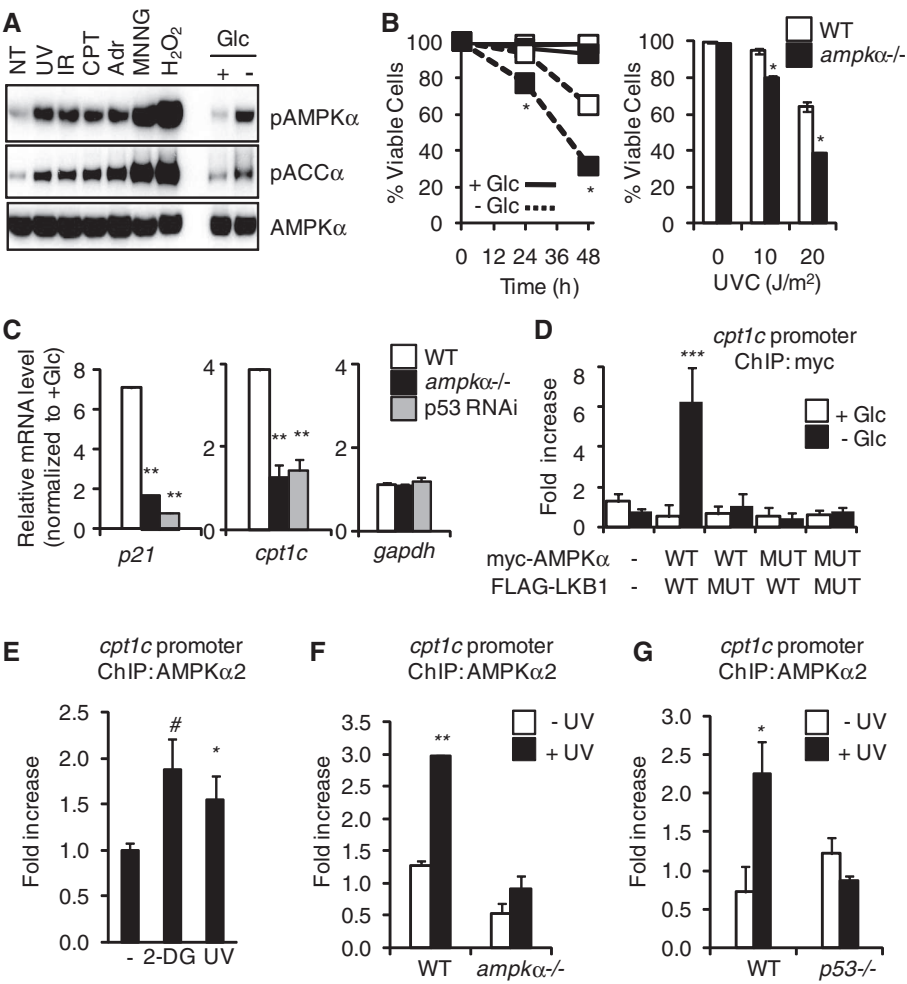 A
NT
UV
IR
CPT
Adr
MNNG
H₂O₂
Glc
+ -
pAMPKα
pACCα
AMPKα
B
% Viable Cells
100
80
60
40
20
0
*
*
+ Glc
- Glc
0 12 24 36 48
Time (h)
% Viable Cells
100
80
60
40
20
0
WT
ampkα-/-
*
*
0 10 20
UVC (J/m²)
C
Relative mRNA level
(normalized to +Glc)
8
6
4
2
0
**
**
p21
4
2
0
** **
cpt1c
4
2
0
gapdh
WT
ampkα-/-
p53 RNAi
D
cpt1c promoter
ChIP: myc
Fold increase
8
6
4
2
0
***
+ Glc
- Glc
myc-AMPKα - WT WT MUT MUT
FLAG-LKB1 - WT MUT WT MUT
E
cpt1c promoter
ChIP: AMPKα2
Fold increase
2.5
2.0
1.5
1.0
0.5
0.0
#
*
- 2-DG UV
F
cpt1c promoter
ChIP: AMPKα2
Fold increase
3.5
3.0
2.5
2.0
1.5
1.0
0.5
0.0
**
- UV
+ UV
WT ampkα-/-
G
cpt1c promoter
ChIP: AMPKα2
Fold increase
3.0
2.5
2.0
1.5
1.0
0.5
0.0
*
- UV
+ UV
WT p53-/-